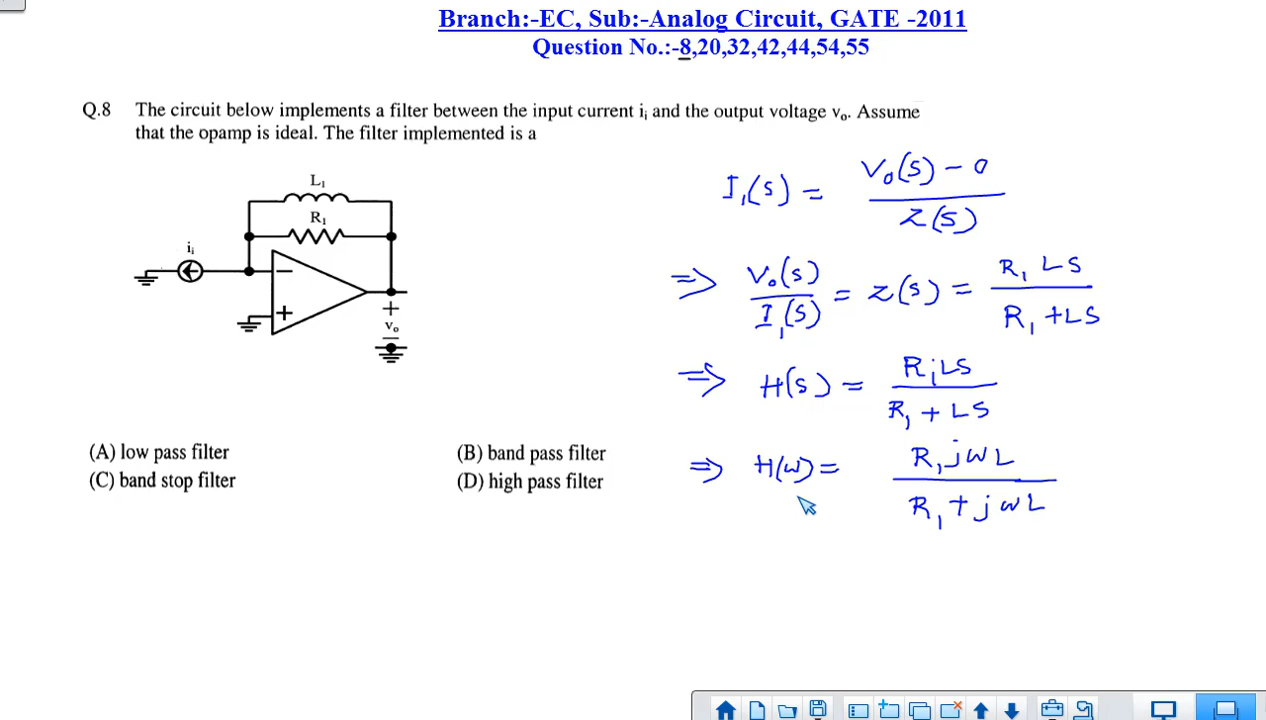 Branch:-EC, Sub:-Analog Circuit, GATE -2011
Question No.:-8,20,32,42,44,54,55
Q.8 The circuit below implements a filter between the input current iᵢ and the output voltage vₒ. Assume
that the opamp is ideal. The filter implemented is a
L₁
R₁
iᵢ
−
+
+
vₒ
−
(A) low pass filter
(B) band pass filter
(C) band stop filter
(D) high pass filter
I₁(s) = V₀(s) - 0 / Z(s)
⇒ V₀(s) / I₁(s) = Z(s) = R₁ LS / R₁ + LS
⇒ H(s) = R₁LS / R₁ + LS
⇒ H(ω) = R₁jωL / R₁ + jωL